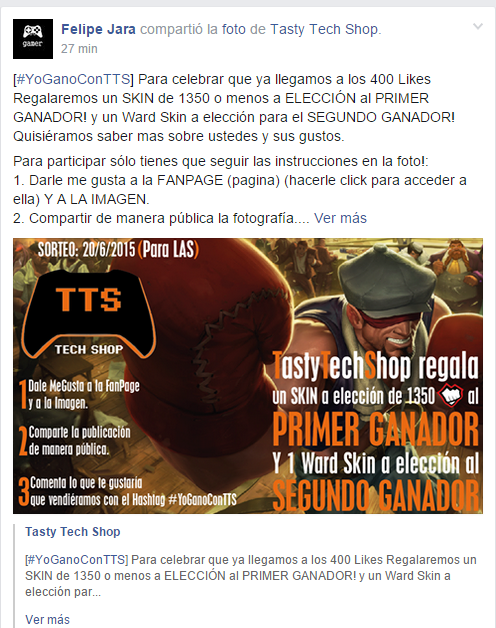 Felipe Jara compartió la foto de Tasty Tech Shop.
27 min
gamer
[#YoGanoConTTS] Para celebrar que ya llegamos a los 400 Likes
Regalaremos un SKIN de 1350 o menos a ELECCIÓN al PRIMER
GANADOR! y un Ward Skin a elección para el SEGUNDO GANADOR!
Quisiéramos saber mas sobre ustedes y sus gustos.
Para participar sólo tienes que seguir las instrucciones en la foto!:
1. Darle me gusta a la FANPAGE (pagina) (hacerle click para acceder a
ella) Y A LA IMAGEN.
2. Compartir de manera pública la fotografía.... Ver más
SORTEO: 20/6/2015 (Para LAS)
TTS
TECH SHOP
1 Dale MeGusta a la FanPage
y a la Imagen.
2 Comparte la publicación
de manera pública.
3 Comenta lo que te gustaria
que vendiéramos con el Hashtag #YoGanoConTTS
TastyTechShop regala
un SKIN a elección de 1350 al
PRIMER GANADOR
Y 1 Ward Skin a elección al
SEGUNDO GANADOR
Tasty Tech Shop
[#YoGanoConTTS] Para celebrar que ya llegamos a los 400 Likes Regalaremos un
SKIN de 1350 o menos a ELECCIÓN al PRIMER GANADOR! y un Ward Skin a
elección par...
Ver más